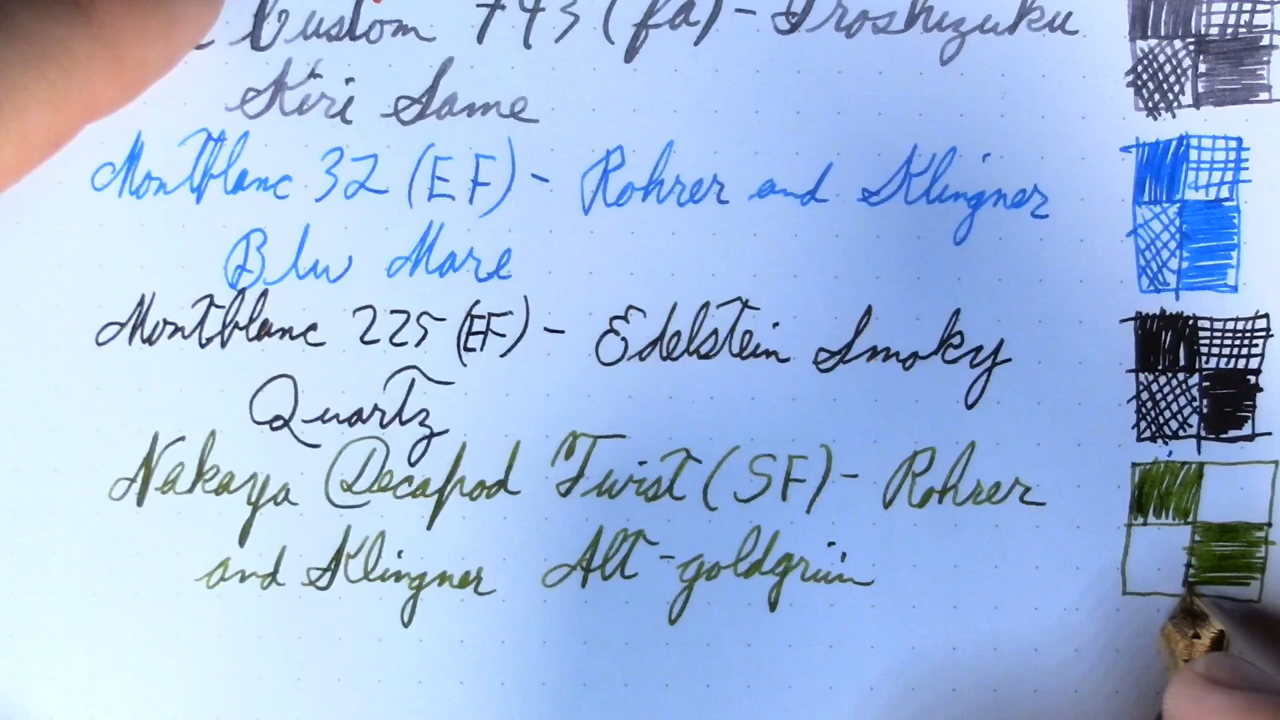 Custom 743 (fa) - Iroshizuku
Kiri Same
Montblanc 32 (EF) - Rohrer and Klingner
Blu Mare
Montblanc 225 (EF) - Edelstein Smoky
Quartz
Nakaya Decapod Twist (SF) - Rohrer
and Klingner Alt-goldgrün